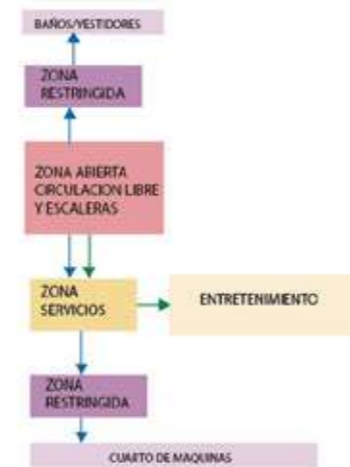 BAÑOS/VESTIDORES
ZONA
RESTRINGIDA
ZONA ABIERTA
CIRCULACION LIBRE
Y ESCALERAS
ZONA
SERVICIOS
ENTRETENIMIENTO
ZONA
RESTRINGIDA
CUARTO DE MAQUINAS